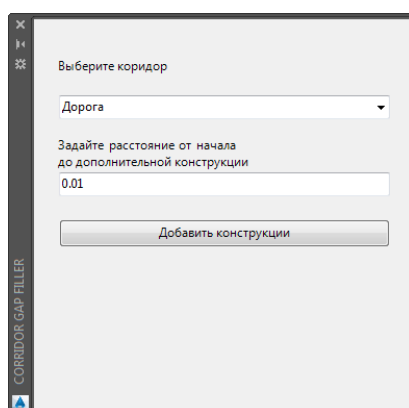 Выберите коридор
Дорога
Задайте расстояние от начала
до дополнительной конструкции
0.01
Добавить конструкции
CORRIDOR GAP FILLER